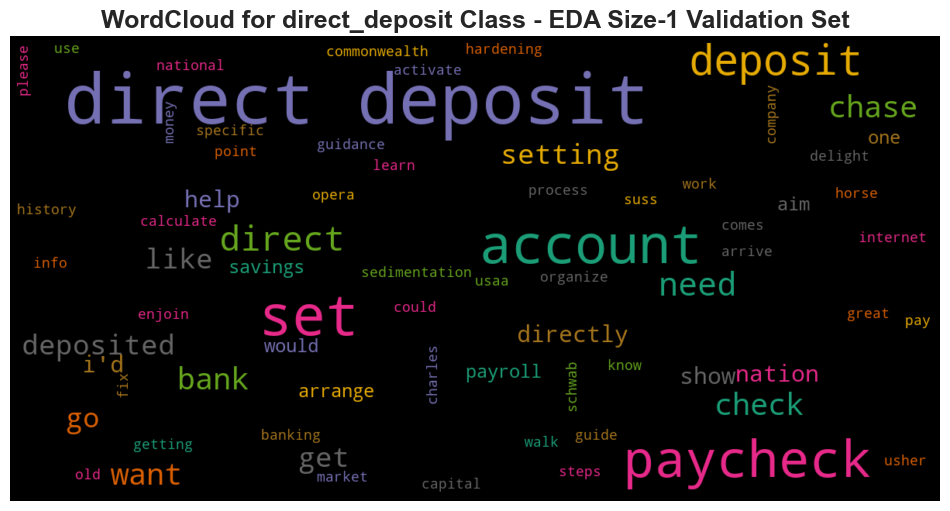 WordCloud for direct_deposit Class - EDA Size-1 Validation Set
please
use
national
commonwealth
activate
hardening
deposit
direct deposit
money
specific
point
guidance
learn
setting
company
chase
one
delight
history
help
calculate
opera
process
suss
work
aim
horse
info
like
direct
savings
sedimentation
usaa
account
organize
comes
arrive
need
internet
enjoin
set
could
great
pay
deposited
i'd
fix
bank
would
arrange
charles
payroll
directly
schwab
know
show
nation
check
go
getting
banking
walk
guide
old
want
get
market
capital
steps
paycheck
usher